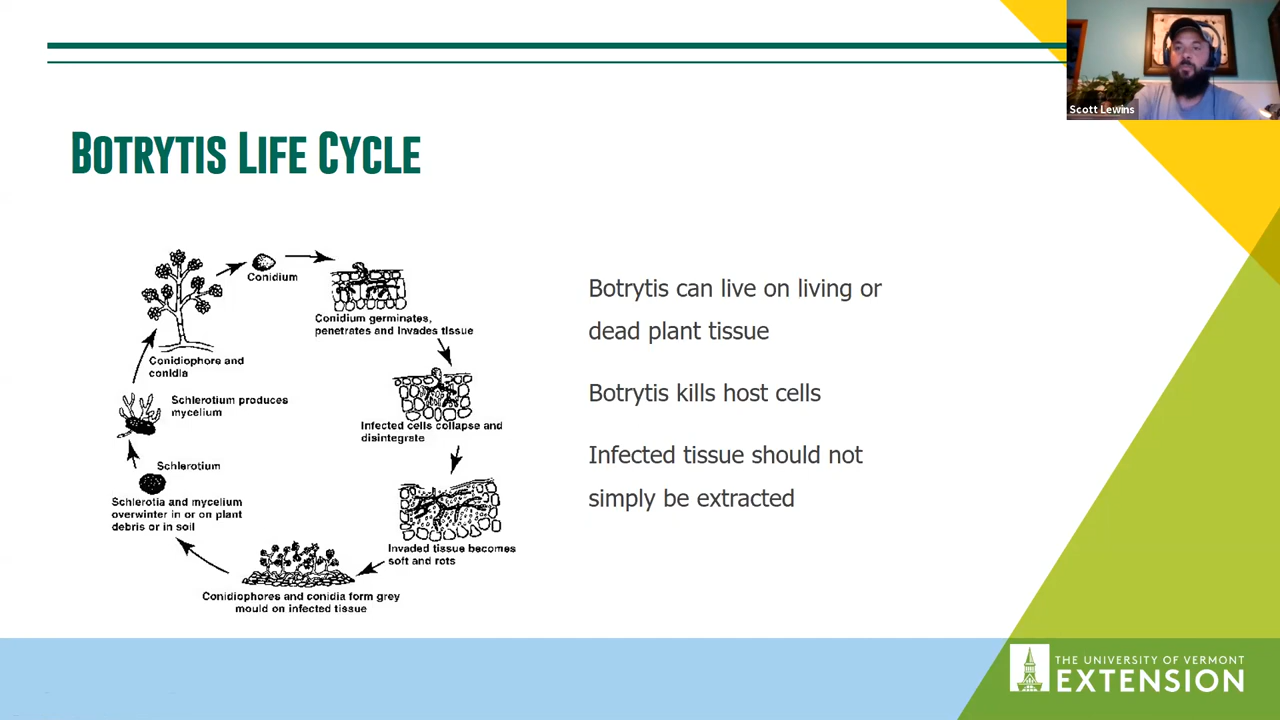 Scott Lewins
BOTRYTIS LIFE CYCLE
Conidium
Conidium germinates,
penetrates and invades tissue
Conidiophore and
conidia
Schlerotium produces
mycelium
Infected cells collapse and
disintegrate
Schlerotium
Schlerotia and mycelium
overwinter in or on plant
debris or in soil
Invaded tissue becomes
soft and rots
Conidiophores and conidia form grey
mould on infected tissue
Botrytis can live on living or
dead plant tissue
Botrytis kills host cells
Infected tissue should not
simply be extracted
THE UNIVERSITY OF VERMONT
EXTENSION